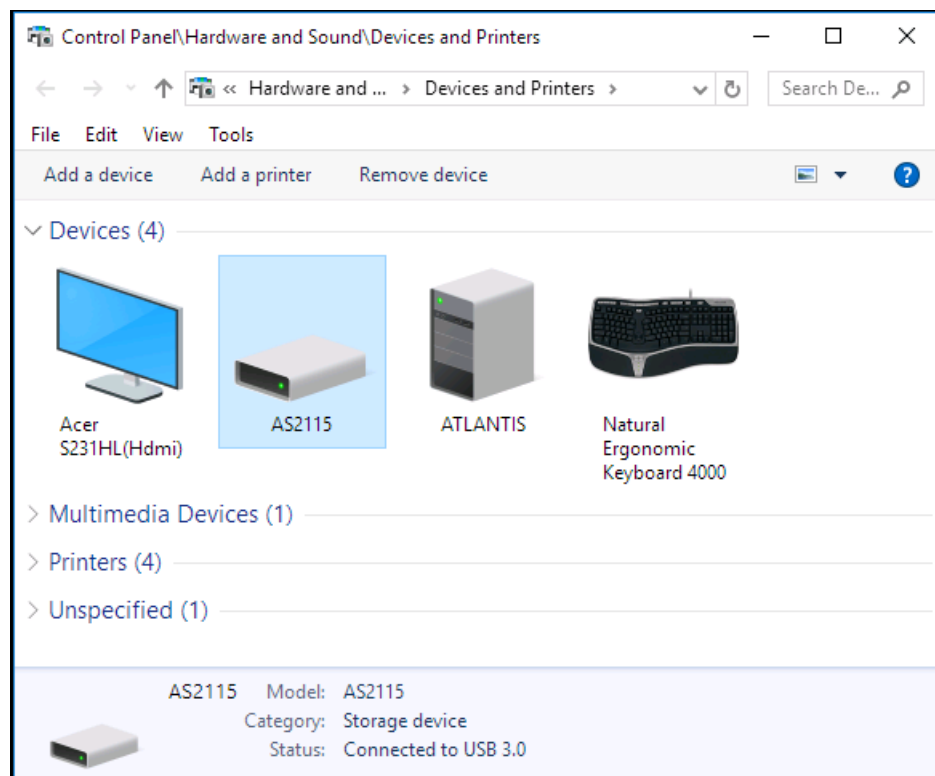 Control Panel\Hardware and Sound\Devices and Printers
« Hardware and ... > Devices and Printers > Search De...
File Edit View Tools
Add a device Add a printer Remove device ?
Devices (4)
Acer
S231HL(Hdmi)
AS2115
ATLANTIS
Natural
Ergonomic
Keyboard 4000
Multimedia Devices (1)
Printers (4)
Unspecified (1)
AS2115 Model: AS2115
Category: Storage device
Status: Connected to USB 3.0